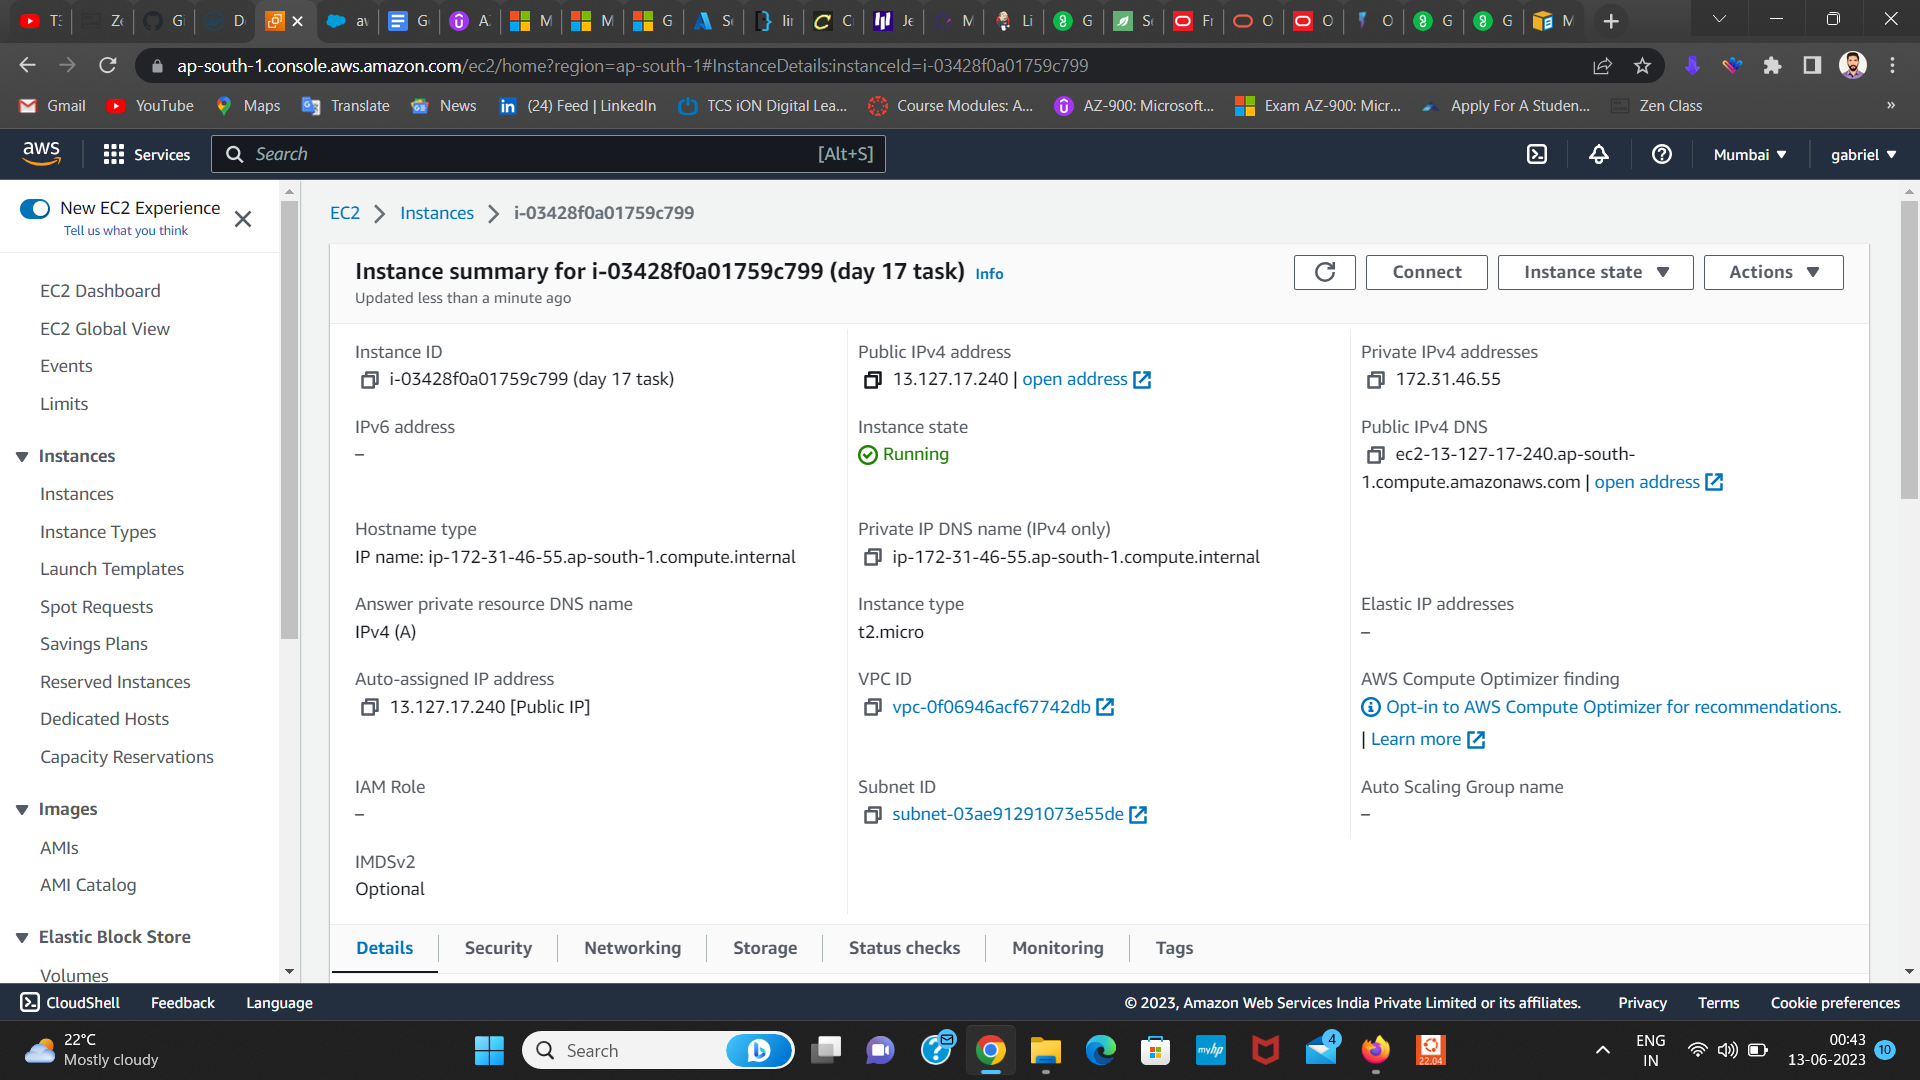 ap-south-1.console.aws.amazon.com/ec2/home?region=ap-south-1#InstanceDetails:instanceId=i-03428f0a01759c799
Gmail YouTube Maps Translate News (24) Feed | LinkedIn TCS iON Digital Lea... Course Modules: A... AZ-900: Microsoft... Exam AZ-900: Micr... Apply For A Studen... Zen Class »
aws Services Search [Alt+S] Mumbai gabriel
New EC2 Experience
Tell us what you think
EC2 Dashboard
EC2 Global View
Events
Limits
Instances
Instances
Instance Types
Launch Templates
Spot Requests
Savings Plans
Reserved Instances
Dedicated Hosts
Capacity Reservations
Images
AMIs
AMI Catalog
Elastic Block Store
Volumes
EC2 Instances i-03428f0a01759c799
Instance summary for i-03428f0a01759c799 (day 17 task) Info
Updated less than a minute ago
Connect Instance state Actions
Instance ID
i-03428f0a01759c799 (day 17 task)
Public IPv4 address
13.127.17.240 | open address
Private IPv4 addresses
172.31.46.55
IPv6 address
–
Instance state
Running
Public IPv4 DNS
ec2-13-127-17-240.ap-south-
1.compute.amazonaws.com | open address
Hostname type
IP name: ip-172-31-46-55.ap-south-1.compute.internal
Private IP DNS name (IPv4 only)
ip-172-31-46-55.ap-south-1.compute.internal
Answer private resource DNS name
IPv4 (A)
Instance type
t2.micro
Elastic IP addresses
–
Auto-assigned IP address
13.127.17.240 [Public IP]
VPC ID
vpc-0f06946acf67742db
AWS Compute Optimizer finding
Opt-in to AWS Compute Optimizer for recommendations.
| Learn more
IAM Role
–
Subnet ID
subnet-03ae91291073e55de
Auto Scaling Group name
–
IMDSv2
Optional
Details Security Networking Storage Status checks Monitoring Tags
CloudShell Feedback Language © 2023, Amazon Web Services India Private Limited or its affiliates. Privacy Terms Cookie preferences
22°C
Mostly cloudy
Search
myhp
4
22.04
ENG
IN
00:43
13-06-2023
10